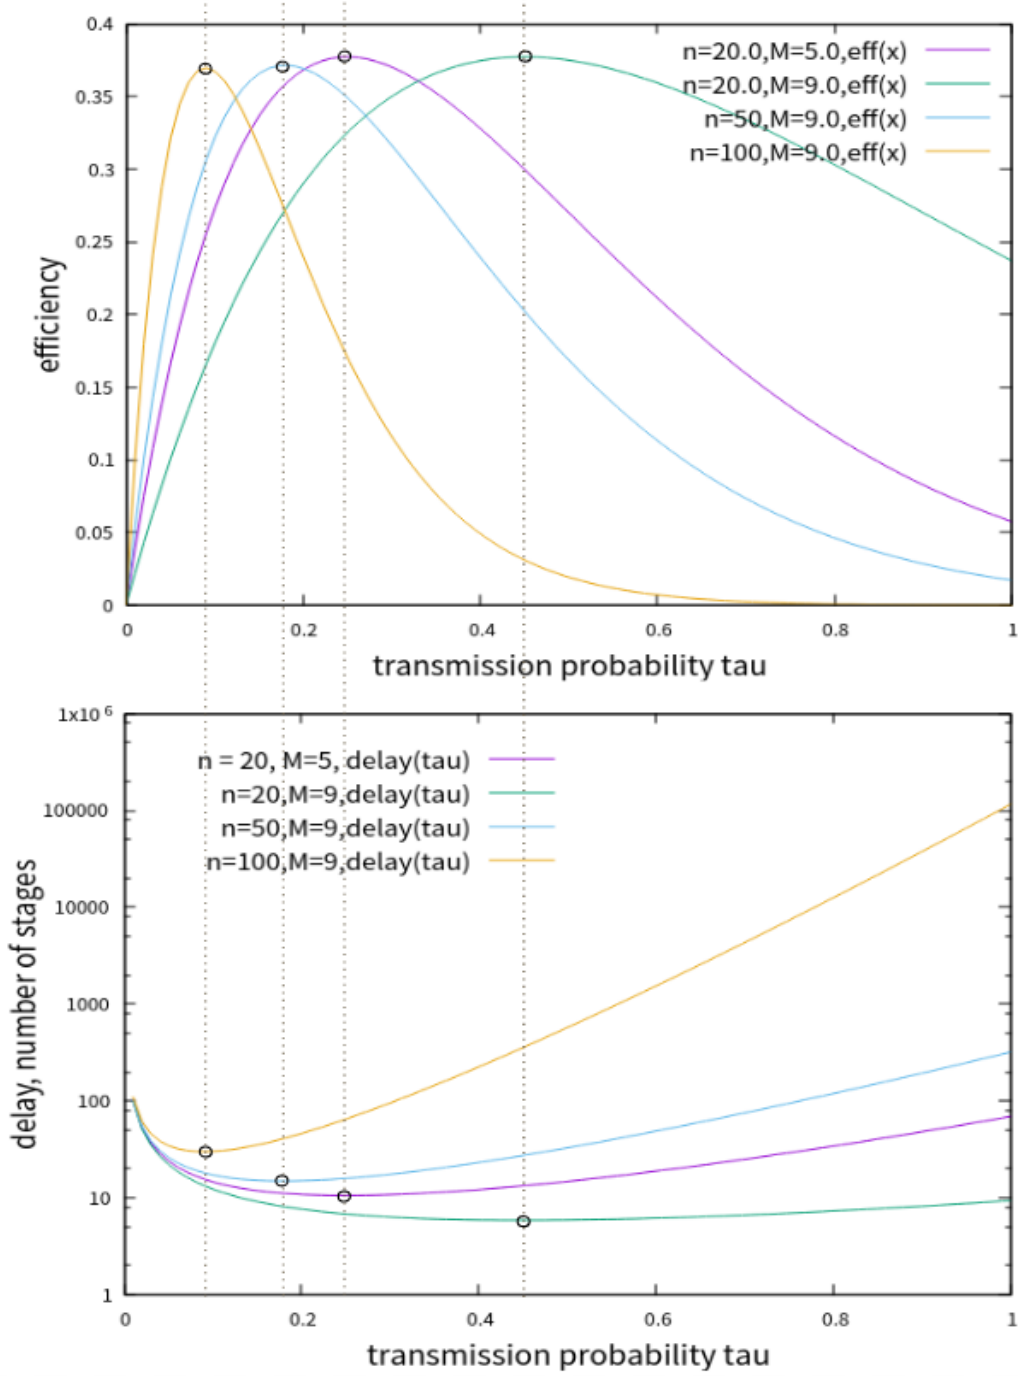 0.4
n=20.0,M=5.0,eff(x)
n=20.0,M=9.0,eff(x)
0.35
n=50,M=9.0,eff(x)
n=100,M=9.0,eff(x)
0.3
0.25
efficiency
0.2
0.15
0.1
0.05
0
0 0.2 0.4 0.6 0.8 1
transmission probability tau
1x10^6
n = 20, M=5, delay(tau)
n=20,M=9,delay(tau)
100000
n=50,M=9,delay(tau)
n=100,M=9,delay(tau)
10000
delay, number of stages
1000
100
10
1
0 0.2 0.4 0.6 0.8 1
transmission probability tau